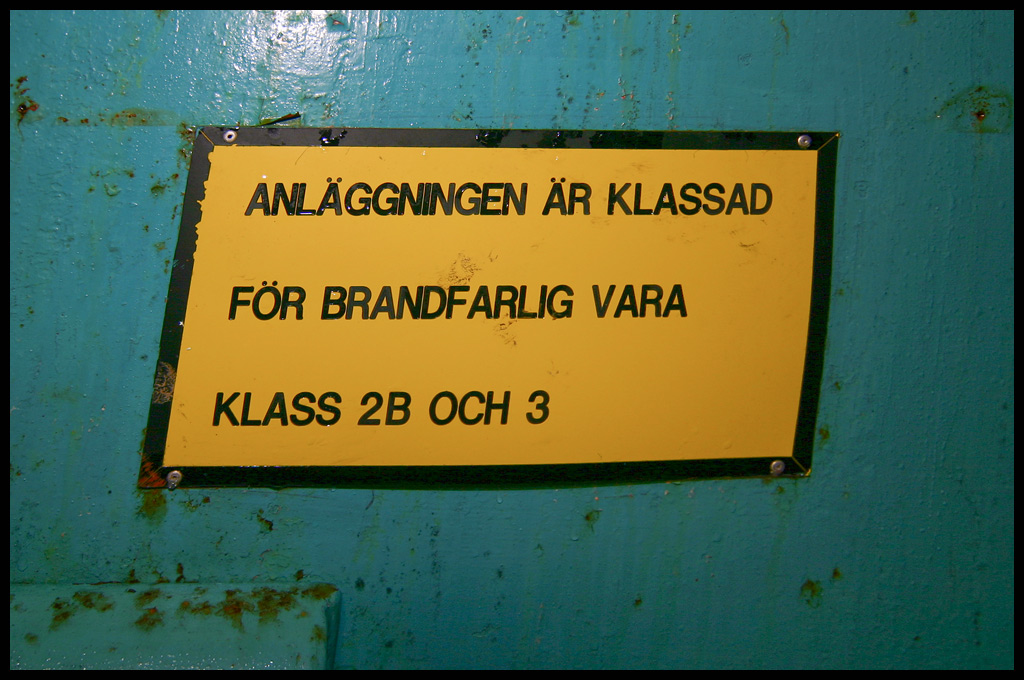 ANLÄGGNINGEN ÄR KLASSAD
FÖR BRANDFARLIG VARA
KLASS 2B OCH 3